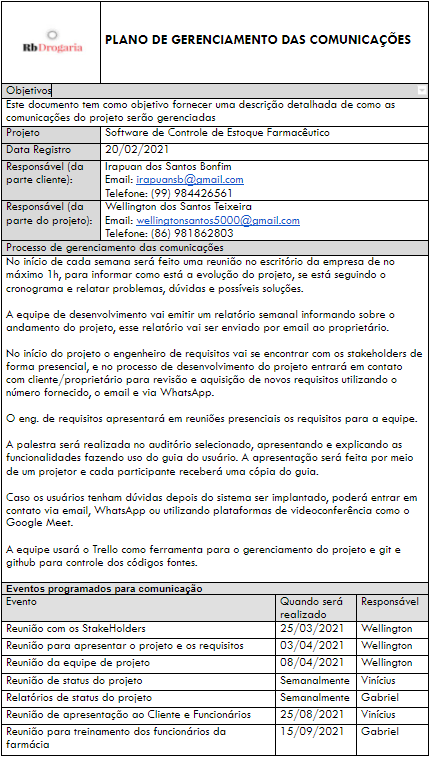 RbDrogaria
PLANO DE GERENCIAMENTO DAS COMUNICAÇÕES
Objetivos
Este documento tem como objetivo fornecer uma descrição detalhada de como as
comunicações do projeto serão gerenciadas
Projeto Software de Controle de Estoque Farmacêutico
Data Registro 20/02/2021
Responsável (da Irapuan dos Santos Bonfim
parte cliente): Email: irapuansb@gmail.com
Telefone: (99) 984426561
Responsável (da Wellington dos Santos Teixeira
parte do projeto): Email: wellingtonsantos5000@gmail.com
Telefone: (86) 981862803
Processo de gerenciamento das comunicações
No início de cada semana será feito uma reunião no escritório da empresa de no
máximo 1h, para informar como está a evolução do projeto, se está seguindo o
cronograma e relatar problemas, dúvidas e possíveis soluções.
A equipe de desenvolvimento vai emitir um relatório semanal informando sobre o
andamento do projeto, esse relatório vai ser enviado por email ao proprietário.
No início do projeto o engenheiro de requisitos vai se encontrar com os stakeholders de
forma presencial, e no processo de desenvolvimento do projeto entrará em contato
com cliente/proprietário para revisão e aquisição de novos requisitos utilizando o
número fornecido, o email e via WhatsApp.
O eng. de requisitos apresentará em reuniões presenciais os requisitos para a equipe.
A palestra será realizada no auditório selecionado, apresentando e explicando as
funcionalidades fazendo uso do guia do usuário. A apresentação será feita por meio
de um projetor e cada participante receberá uma cópia do guia.
Caso os usuários tenham dúvidas depois do sistema ser implantado, poderá entrar em
contato via email, WhatsApp ou utilizando plataformas de videoconferência como o
Google Meet.
A equipe usará o Trello como ferramenta para o gerenciamento do projeto e git e
github para controle dos códigos fontes.
Eventos programados para comunicação
Evento Quando será Responsável
realizado
Reunião com os StakeHolders 25/03/2021 Wellington
Reunião para apresentar o projeto e os requisitos 03/04/2021 Wellington
Reunião da equipe de projeto 08/04/2021 Wellington
Reunião de status do projeto Semanalmente Vinícius
Relatórios de status do projeto Semanalmente Gabriel
Reunião de apresentação ao Cliente e Funcionários 25/08/2021 Vinícius
Reunião para treinamento dos funcionários da 15/09/2021 Gabriel
farmácia